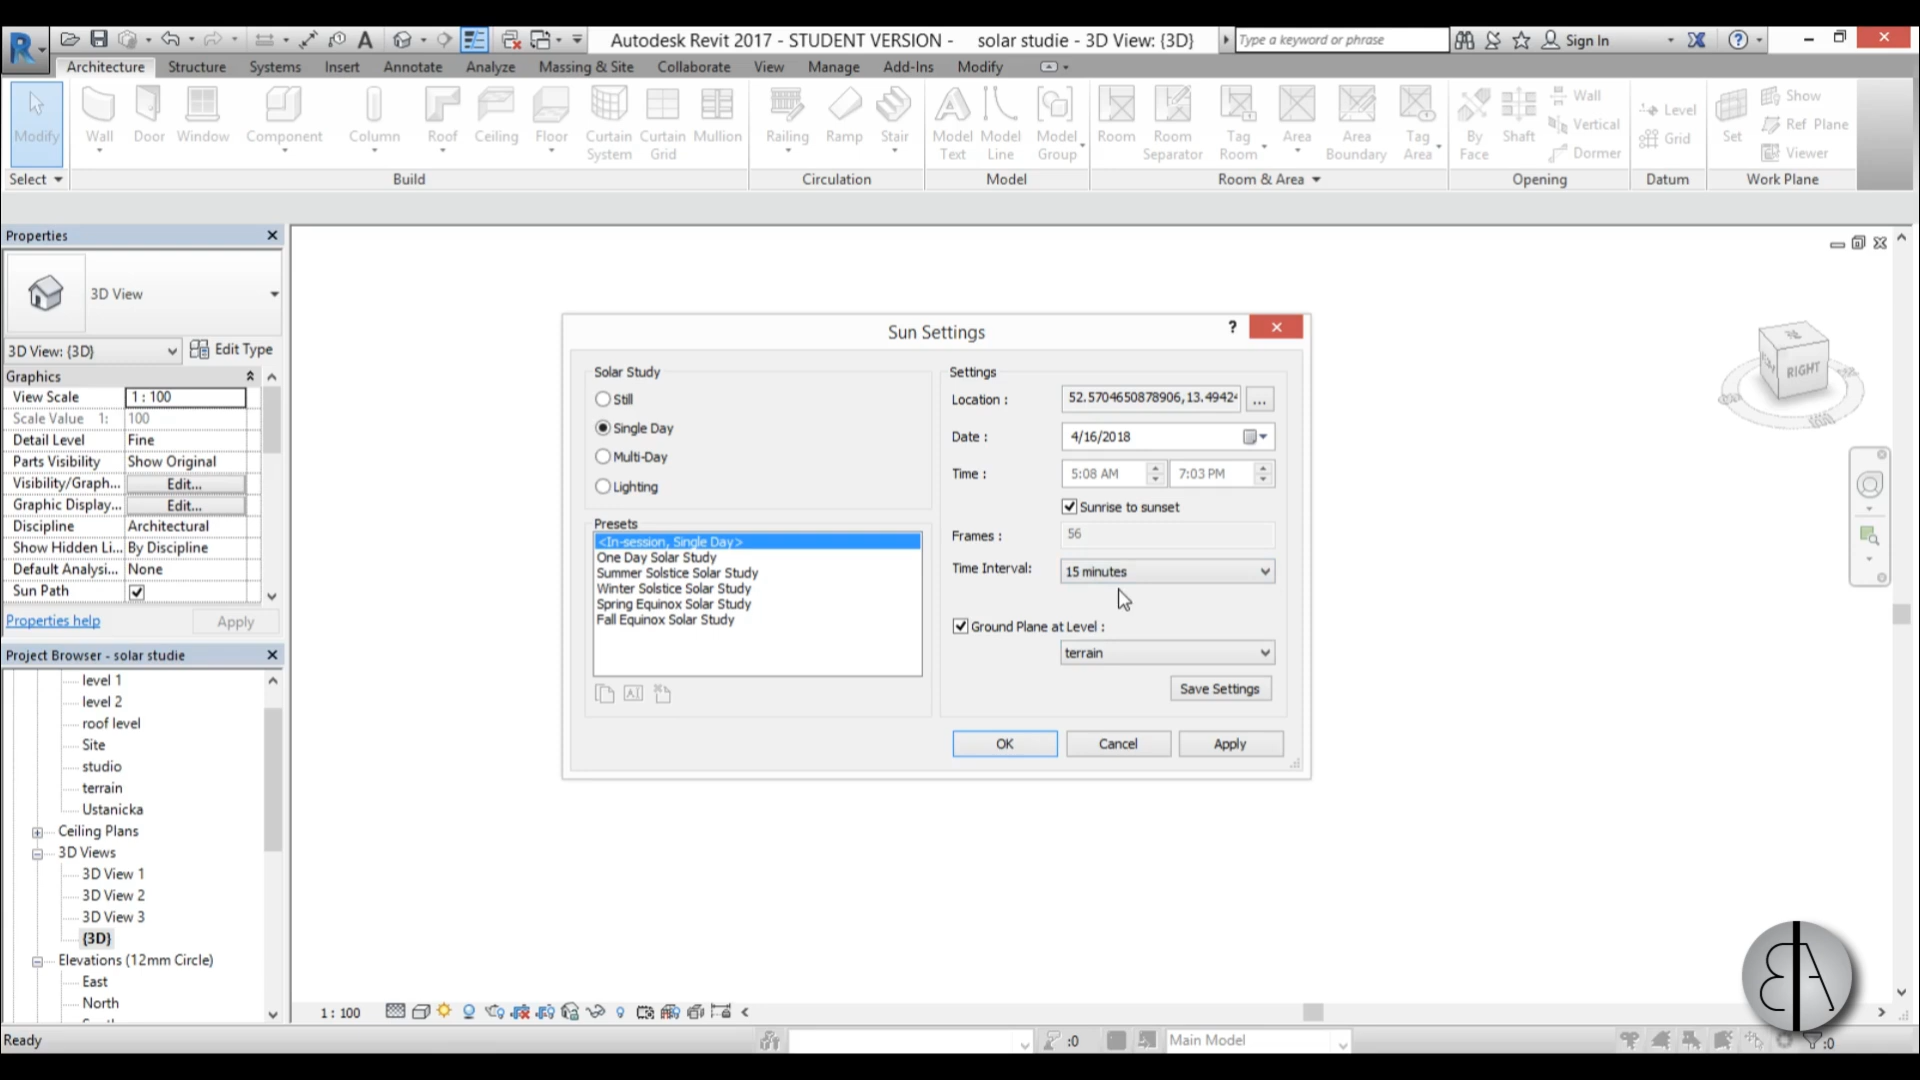 Autodesk Revit 2017 - STUDENT VERSION -    solar studie - 3D View: {3D}
Type a keyword or phrase
Sign In
Architecture Structure Systems Insert Annotate Analyze Massing & Site Collaborate View Manage Add-Ins Modify
Modify Wall Door Window Component Column Roof Ceiling Floor Curtain System Curtain Grid Mullion Railing Ramp Stair Model Text Model Line Model Group Room Room Separator Tag Room Area Area Boundary Tag Area By Face Shaft Wall Vertical Dormer Level Grid Set Show Ref Plane Viewer
Select Build Circulation Model Room & Area Opening Datum Work Plane
Properties
3D View
3D View: {3D} Edit Type
Graphics
View Scale 1 : 100
Scale Value 1: 100
Detail Level Fine
Parts Visibility Show Original
Visibility/Graph... Edit...
Graphic Display... Edit...
Discipline Architectural
Show Hidden Li... By Discipline
Default Analysi... None
Sun Path
Properties help Apply
Project Browser - solar studie
level 1
level 2
roof level
Site
studio
terrain
Ustanicka
Ceiling Plans
3D Views
3D View 1
3D View 2
3D View 3
{3D}
Elevations (12mm Circle)
East
North
Sun Settings
?
Solar Study
Still
Single Day
Multi-Day
Lighting
Presets
<In-session, Single Day>
One Day Solar Study
Summer Solstice Solar Study
Winter Solstice Solar Study
Spring Equinox Solar Study
Fall Equinox Solar Study
Settings
Location : 52.5704650878906,13.4942 ...
Date : 4/16/2018
Time : 5:08 AM 7:03 PM
Sunrise to sunset
Frames : 56
Time Interval: 15 minutes
Ground Plane at Level :
terrain
Save Settings
OK Cancel Apply
RIGHT
1 : 100
Ready
:0
Main Model
:0